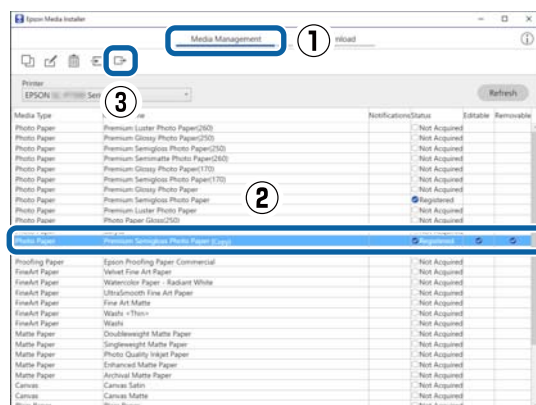 Epson Media Installer
Media Management nload ①
③
Printer
EPSON Seri
Refresh
Media Type Notifications Status Editable Removable
Photo Paper Premium Luster Photo Paper(260) Not Acquired
Photo Paper Premium Glossy Photo Paper(250) Not Acquired
Photo Paper Premium Semigloss Photo Paper(250) Not Acquired
Photo Paper Premium Semimatte Photo Paper(260) Not Acquired
Photo Paper Premium Glossy Photo Paper(170) Not Acquired
Photo Paper Premium Semigloss Photo Paper(170) Not Acquired
Photo Paper Premium Glossy Photo Paper Not Acquired
Photo Paper Premium Semigloss Photo Paper Registered
②
Photo Paper Premium Luster Photo Paper Not Acquired
Photo Paper Photo Paper Gloss(250) Not Acquired
Photo Paper Premium Semigloss Photo Paper (Copy) Registered
Proofing Paper Epson Proofing Paper Commercial Not Acquired
FineArt Paper Velvet Fine Art Paper Not Acquired
FineArt Paper Watercolor Paper - Radiant White Not Acquired
FineArt Paper UltraSmooth Fine Art Paper Not Acquired
FineArt Paper Fine Art Matte Not Acquired
FineArt Paper Washi <Thin> Not Acquired
FineArt Paper Washi Not Acquired
Matte Paper Doubleweight Matte Paper Not Acquired
Matte Paper Singleweight Matte Paper Not Acquired
Matte Paper Photo Quality Inkjet Paper Not Acquired
Matte Paper Enhanced Matte Paper Not Acquired
Matte Paper Archival Matte Paper Not Acquired
Canvas Canvas Satin Not Acquired
Canvas Canvas Matte Not Acquired